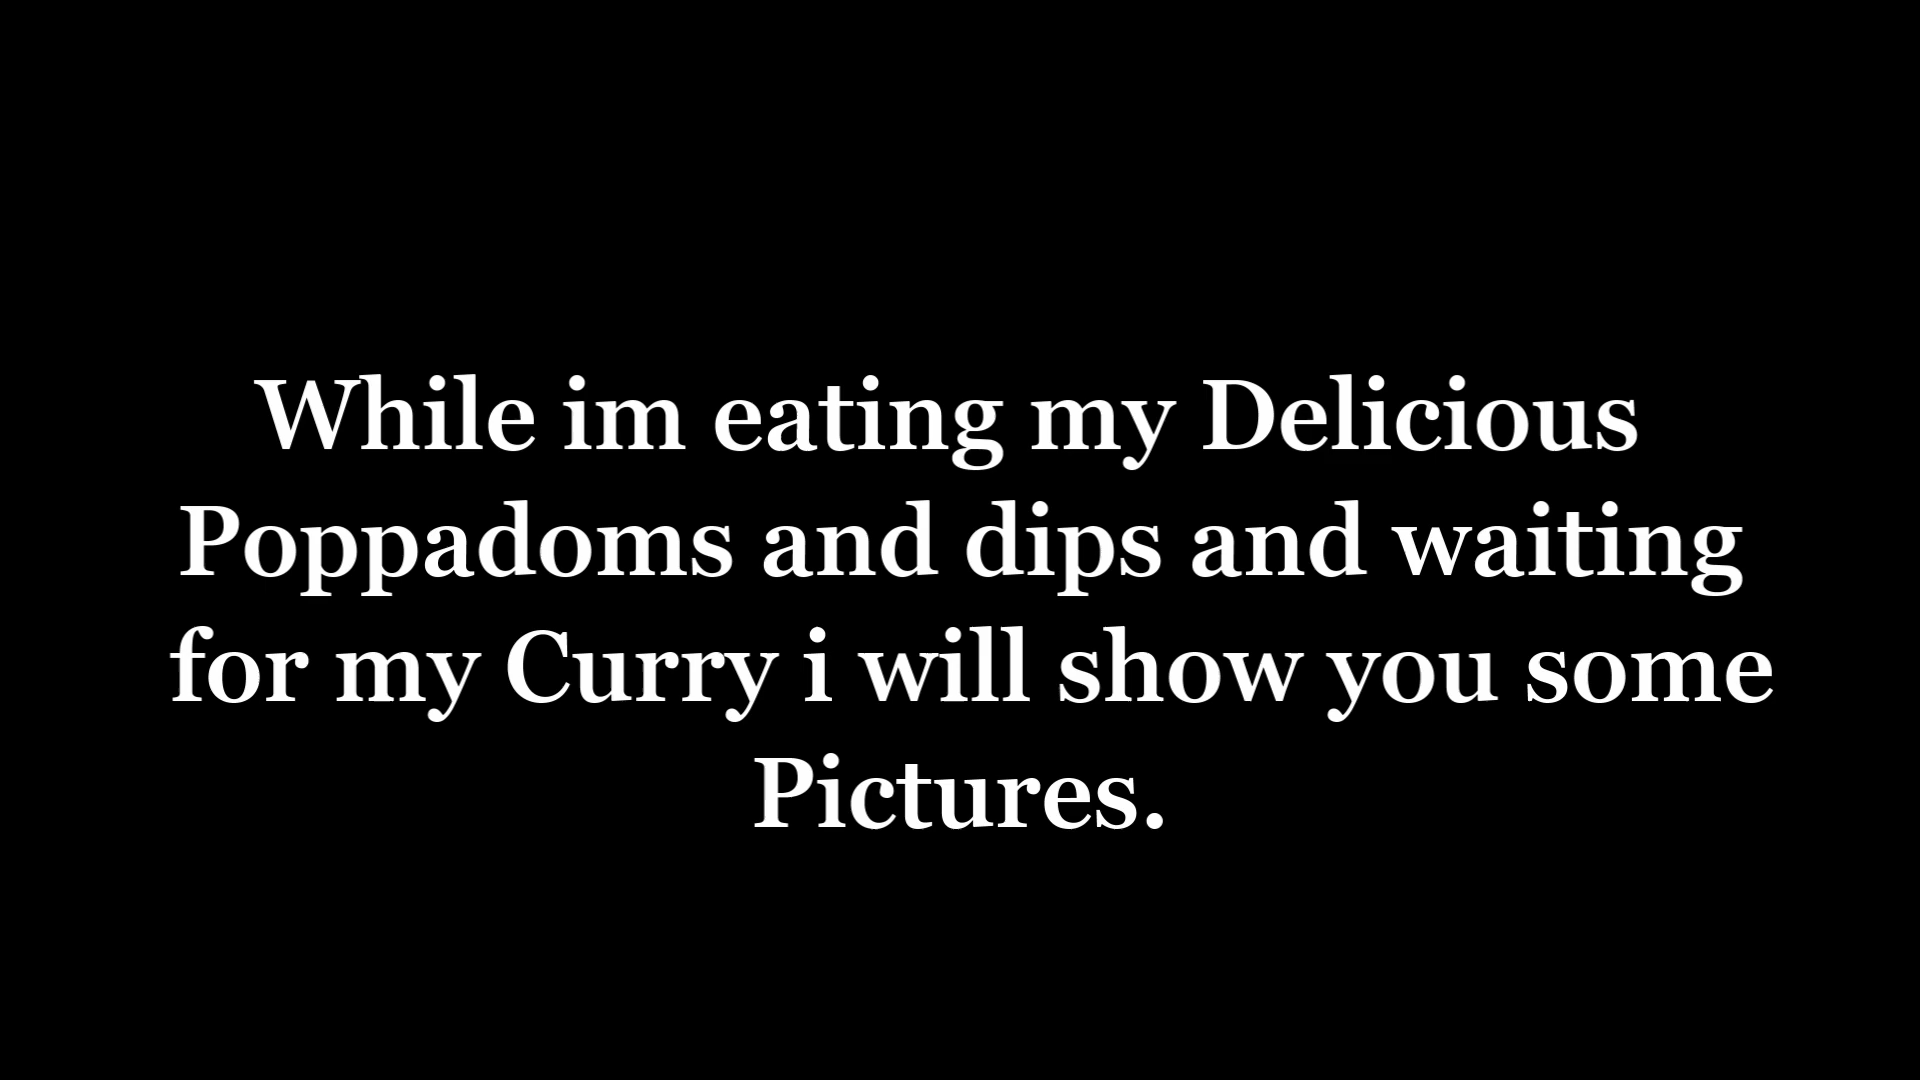 While im eating my Delicious
Poppadoms and dips and waiting
for my Curry i will show you some
Pictures.